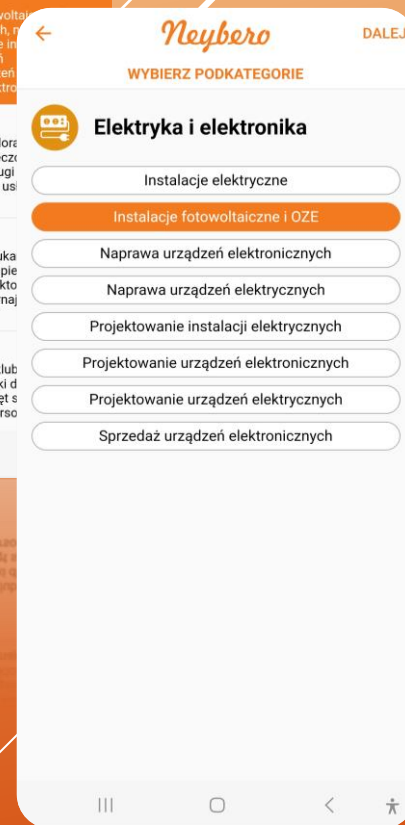 Neybero
DALEJ
WYBIERZ PODKATEGORIE
Elektryka i elektronika
Instalacje elektryczne
Instalacje fotowoltaiczne i OZE
Naprawa urządzeń elektronicznych
Naprawa urządzeń elektrycznych
Projektowanie instalacji elektrycznych
Projektowanie urządzeń elektronicznych
Projektowanie urządzeń elektrycznych
Sprzedaż urządzeń elektronicznych